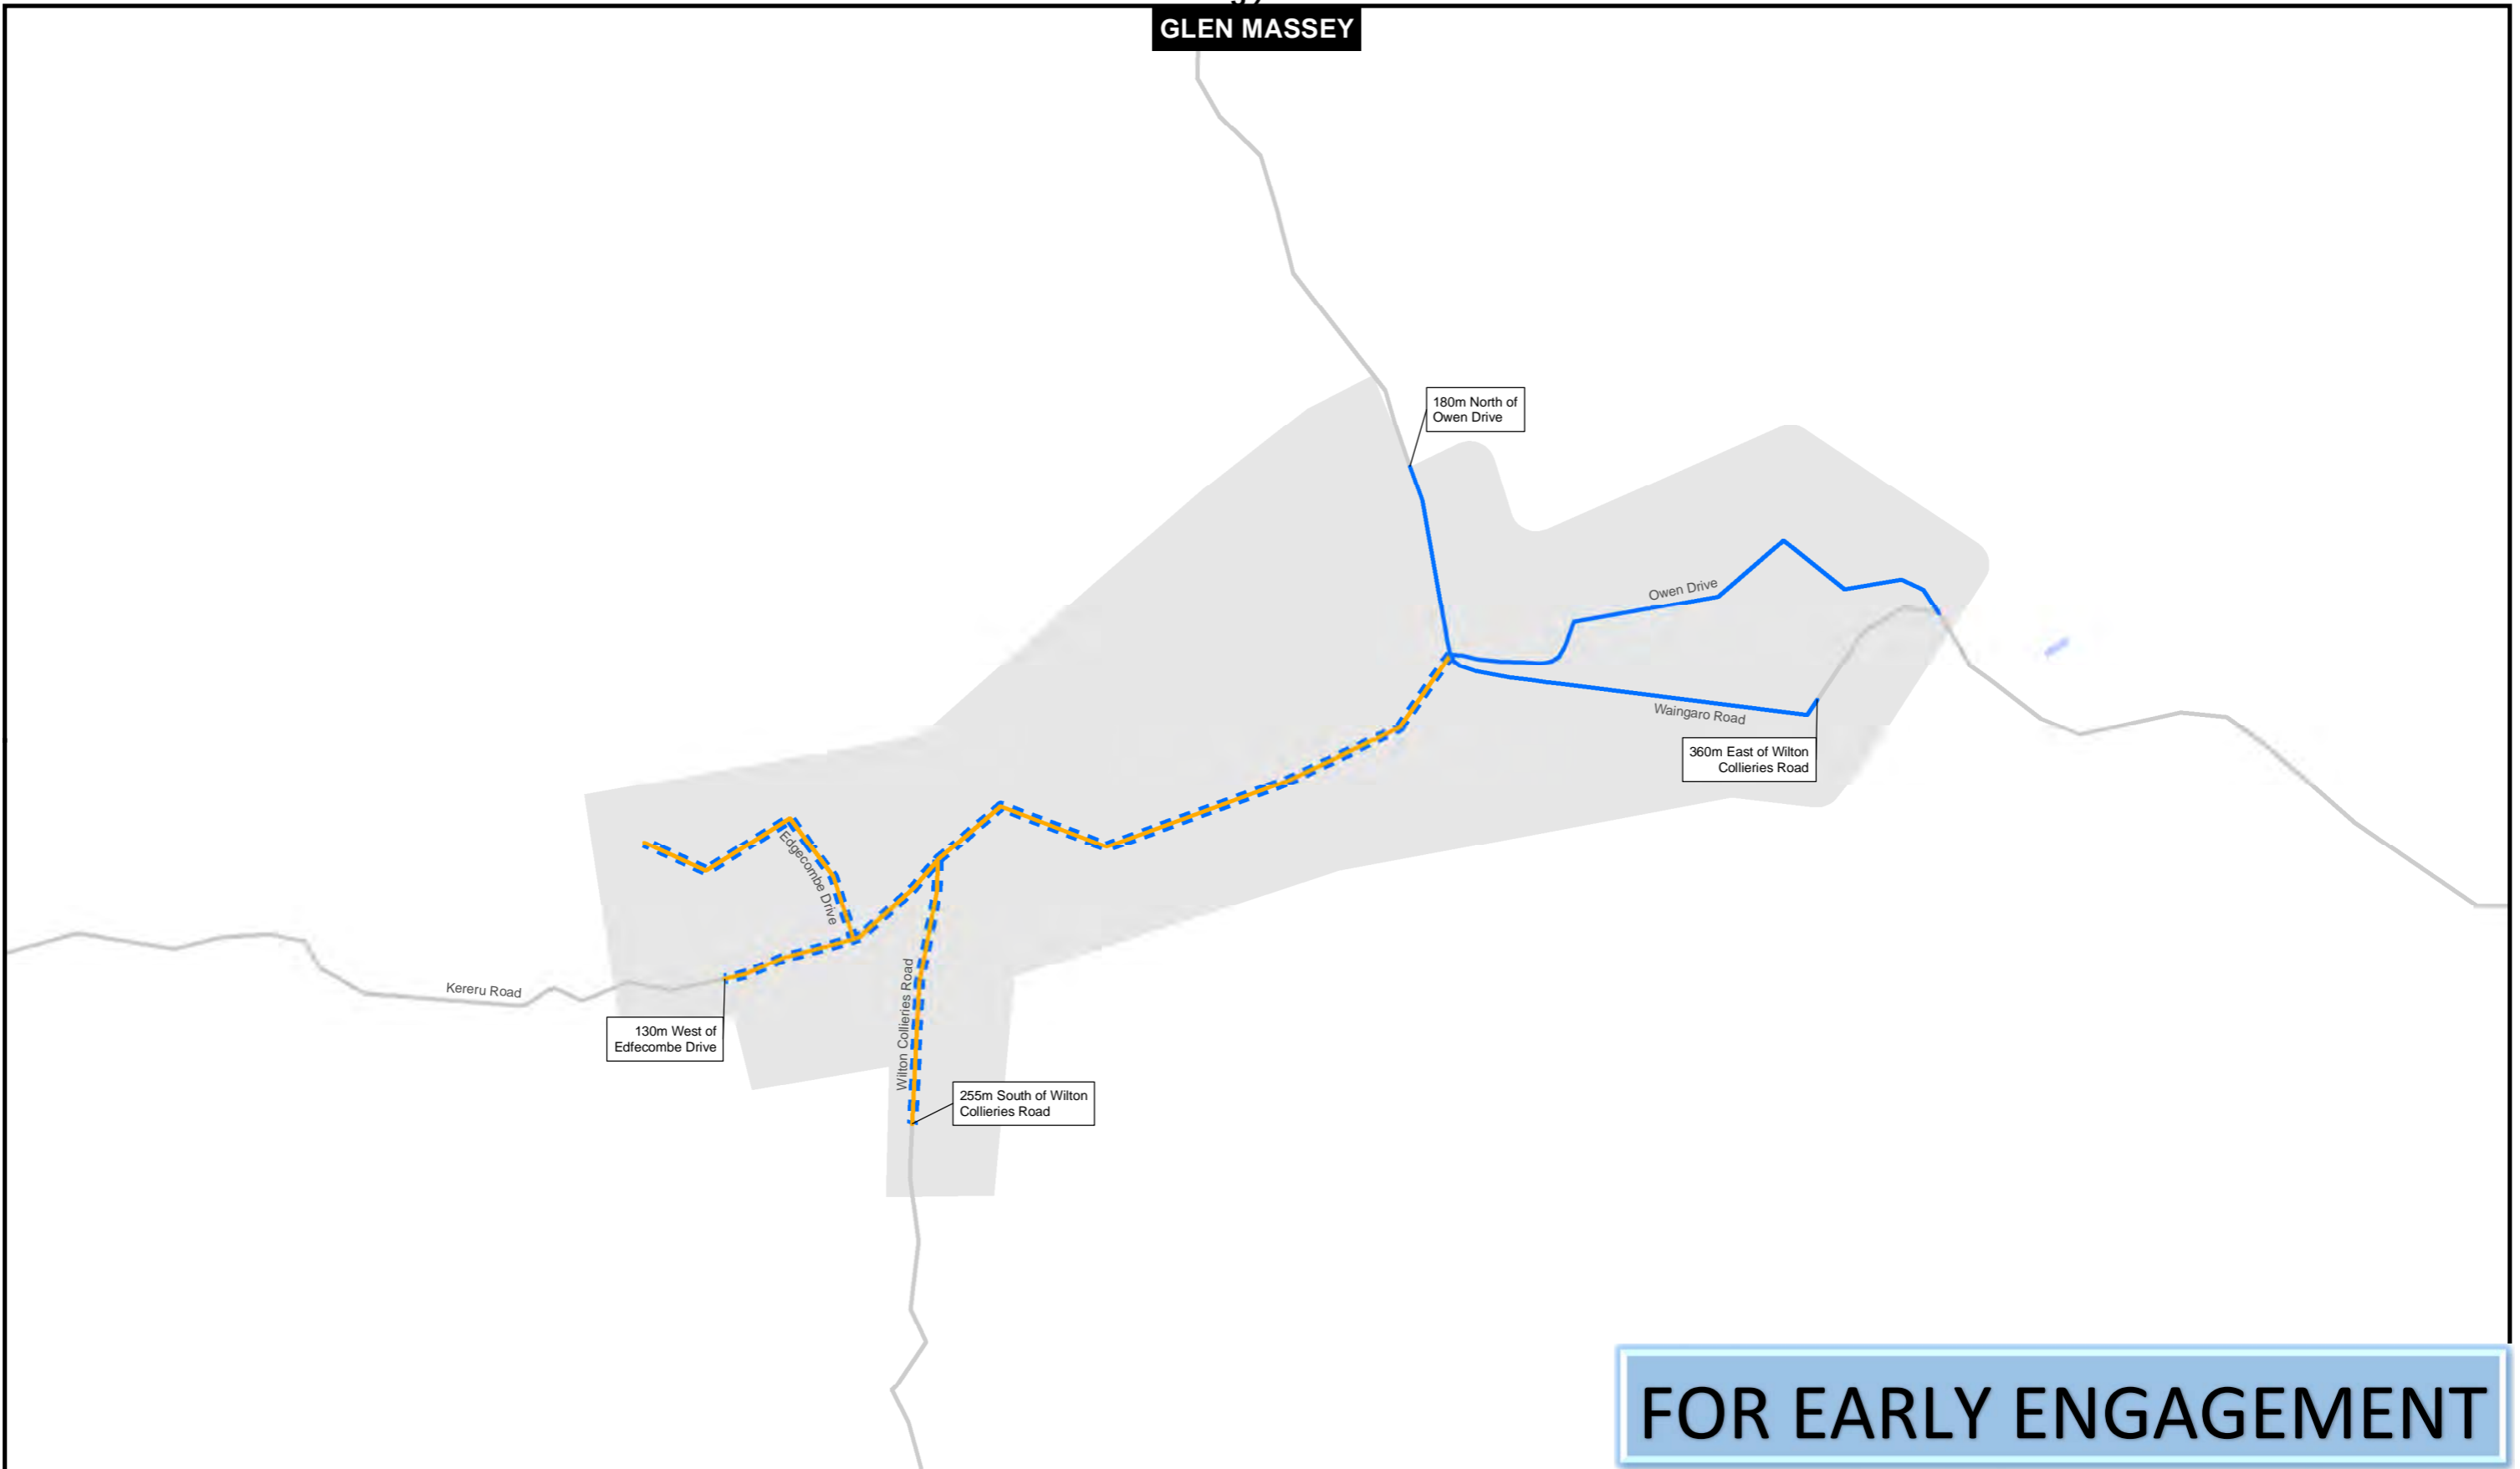 GLEN MASSEY
180m North of
Owen Drive
Owen Drive
Waingaro Road
360m East of Wilton
Collieries Road
Edgecombe Drive
Wilton Collieries Road
Kereru Road
130m West of
Edfecombe Drive
255m South of Wilton
Collieries Road
FOR EARLY ENGAGEMENT